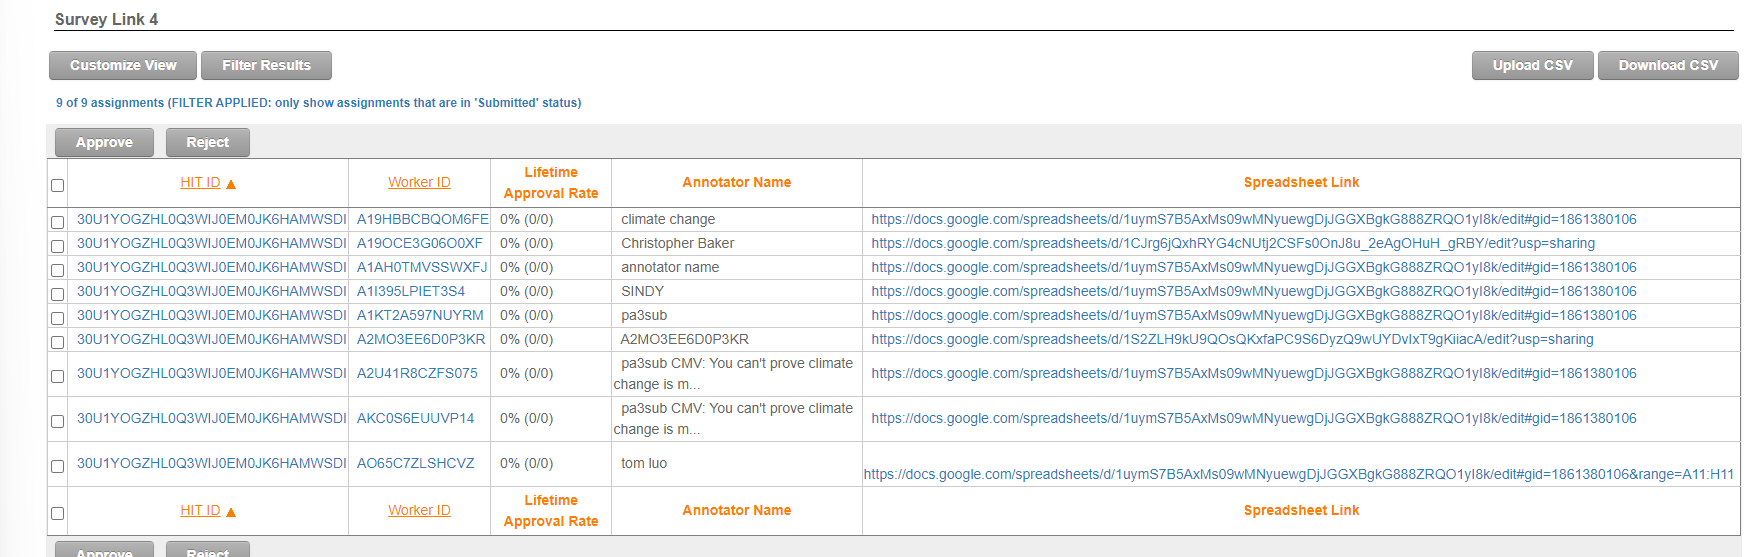 Survey Link 4
Customize View Filter Results Upload CSV Download CSV
9 of 9 assignments (FILTER APPLIED: only show assignments that are in 'Submitted' status)
Approve Reject
HIT ID ▲ Worker ID Lifetime Approval Rate Annotator Name Spreadsheet Link
30U1YOGZHL0Q3WIJ0EM0JK6HAMWSDI A19HBBCBQOM6FE 0% (0/0) climate change https://docs.google.com/spreadsheets/d/1uymS7B5AxMs09wMNyuewgDjJGGXBgkG888ZRQO1yI8k/edit#gid=1861380106
30U1YOGZHL0Q3WIJ0EM0JK6HAMWSDI A19OCE3G06O0XF 0% (0/0) Christopher Baker https://docs.google.com/spreadsheets/d/1CJrg6jQxhRYG4cNUtj2CSFs0OnJ8u_2eAgOHuH_gRBY/edit?usp=sharing
30U1YOGZHL0Q3WIJ0EM0JK6HAMWSDI A1AH0TMVSSWXFJ 0% (0/0) annotator name https://docs.google.com/spreadsheets/d/1uymS7B5AxMs09wMNyuewgDjJGGXBgkG888ZRQO1yI8k/edit#gid=1861380106
30U1YOGZHL0Q3WIJ0EM0JK6HAMWSDI A1I395LPIET3S4 0% (0/0) SINDY https://docs.google.com/spreadsheets/d/1uymS7B5AxMs09wMNyuewgDjJGGXBgkG888ZRQO1yI8k/edit#gid=1861380106
30U1YOGZHL0Q3WIJ0EM0JK6HAMWSDI A1KT2A597NUYRM 0% (0/0) pa3sub https://docs.google.com/spreadsheets/d/1uymS7B5AxMs09wMNyuewgDjJGGXBgkG888ZRQO1yI8k/edit#gid=1861380106
30U1YOGZHL0Q3WIJ0EM0JK6HAMWSDI A2MO3EE6D0P3KR 0% (0/0) A2MO3EE6D0P3KR https://docs.google.com/spreadsheets/d/1S2ZLH9kU9QOsQKxfaPC9S6DyzQ9wUYDvIxT9gKiiacA/edit?usp=sharing
30U1YOGZHL0Q3WIJ0EM0JK6HAMWSDI A2U41R8CZFS075 0% (0/0) pa3sub CMV: You can't prove climate change is m... https://docs.google.com/spreadsheets/d/1uymS7B5AxMs09wMNyuewgDjJGGXBgkG888ZRQO1yI8k/edit#gid=1861380106
30U1YOGZHL0Q3WIJ0EM0JK6HAMWSDI AKC0S6EUUVP14 0% (0/0) pa3sub CMV: You can't prove climate change is m... https://docs.google.com/spreadsheets/d/1uymS7B5AxMs09wMNyuewgDjJGGXBgkG888ZRQO1yI8k/edit#gid=1861380106
30U1YOGZHL0Q3WIJ0EM0JK6HAMWSDI AO65C7ZLSHCVZ 0% (0/0) tom luo https://docs.google.com/spreadsheets/d/1uymS7B5AxMs09wMNyuewgDjJGGXBgkG888ZRQO1yI8k/edit#gid=1861380106&range=A11:H11
HIT ID ▲ Worker ID Lifetime Approval Rate Annotator Name Spreadsheet Link
Approve Reject